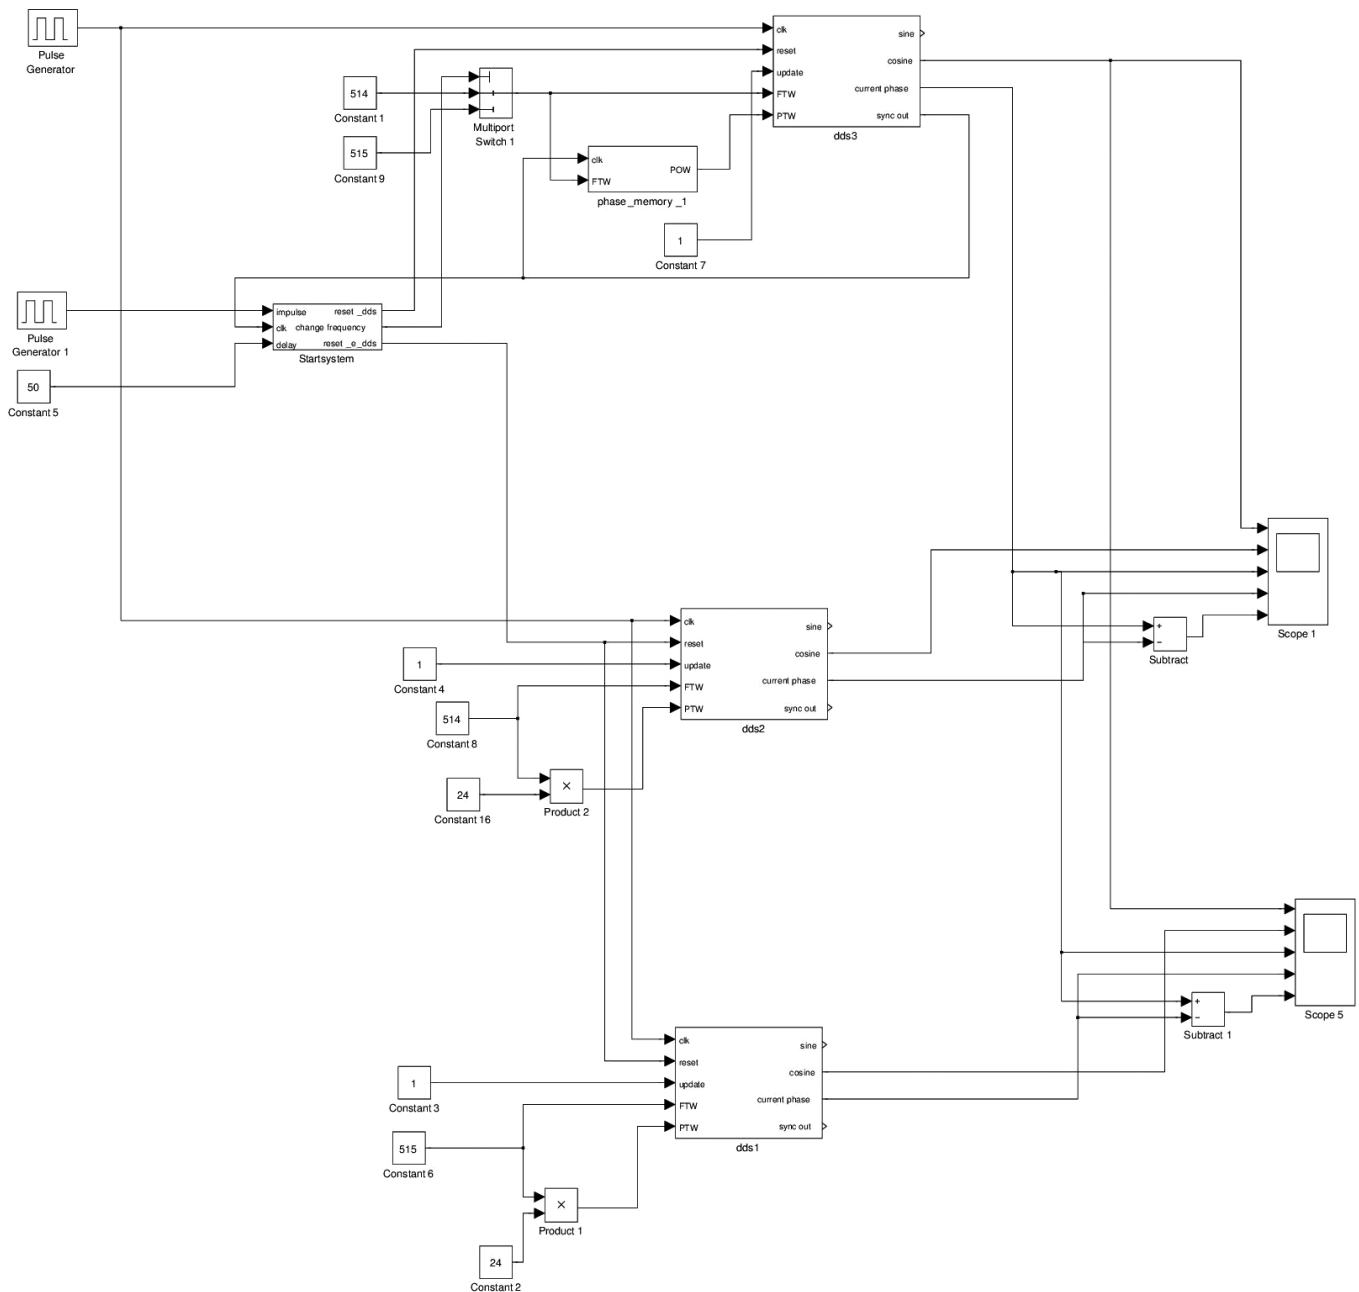 Pulse
Generator
clk
reset
update
FTW
PTW
sine
cosine
current phase
sync out
dds3
514
Constant 1
515
Constant 9
Multiport
Switch 1
clk
FTW
POW
phase _memory _1
1
Constant 7
Pulse
Generator 1
impulse
clk
delay
reset _dds
change frequency
reset _e_dds
Startsystem
50
Constant 5
Scope 1
+
−
Subtract
clk
reset
update
FTW
PTW
sine
cosine
current phase
sync out
dds2
1
Constant 4
514
Constant 8
24
Constant 16
×
Product 2
Scope 5
+
−
Subtract 1
clk
reset
update
FTW
PTW
sine
cosine
current phase
sync out
dds1
1
Constant 3
515
Constant 6
×
Product 1
24
Constant 2